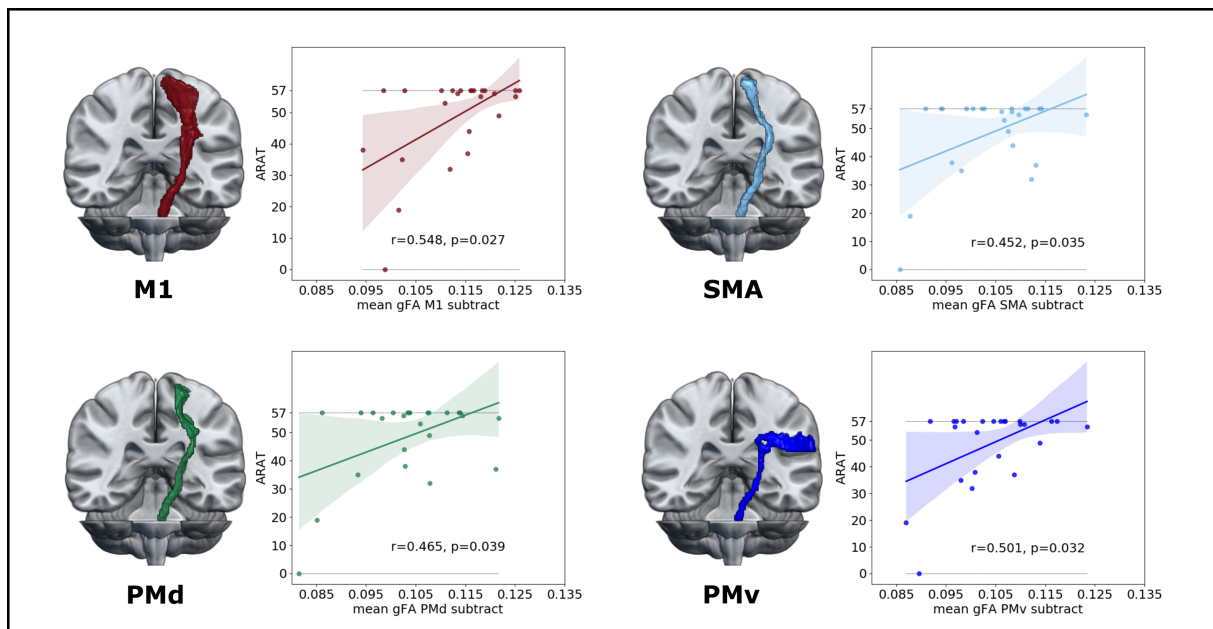 57
50
40
30
20
10
0
ARAT
r=0.548, p=0.027
0.085 0.095 0.105 0.115 0.125 0.135
mean gFA M1 subtract
M1
57
50
40
30
20
10
0
ARAT
r=0.452, p=0.035
0.085 0.095 0.105 0.115 0.125 0.135
mean gFA SMA subtract
SMA
57
50
40
30
20
10
0
ARAT
r=0.465, p=0.039
0.085 0.095 0.105 0.115 0.125 0.135
mean gFA PMd subtract
PMd
57
50
40
30
20
10
0
ARAT
r=0.501, p=0.032
0.085 0.095 0.105 0.115 0.125 0.135
mean gFA PMv subtract
PMv